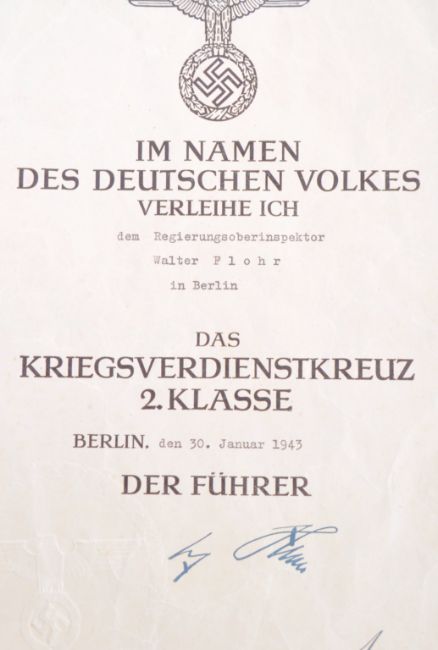 IM NAMEN
DES DEUTSCHEN VOLKES
VERLEIHE ICH
dem Regierungsoberinspektor
Walter F l o h r
in Berlin
DAS
KRIEGSVERDIENSTKREUZ
2. KLASSE
BERLIN, den 30. Januar 1943
DER FÜHRER